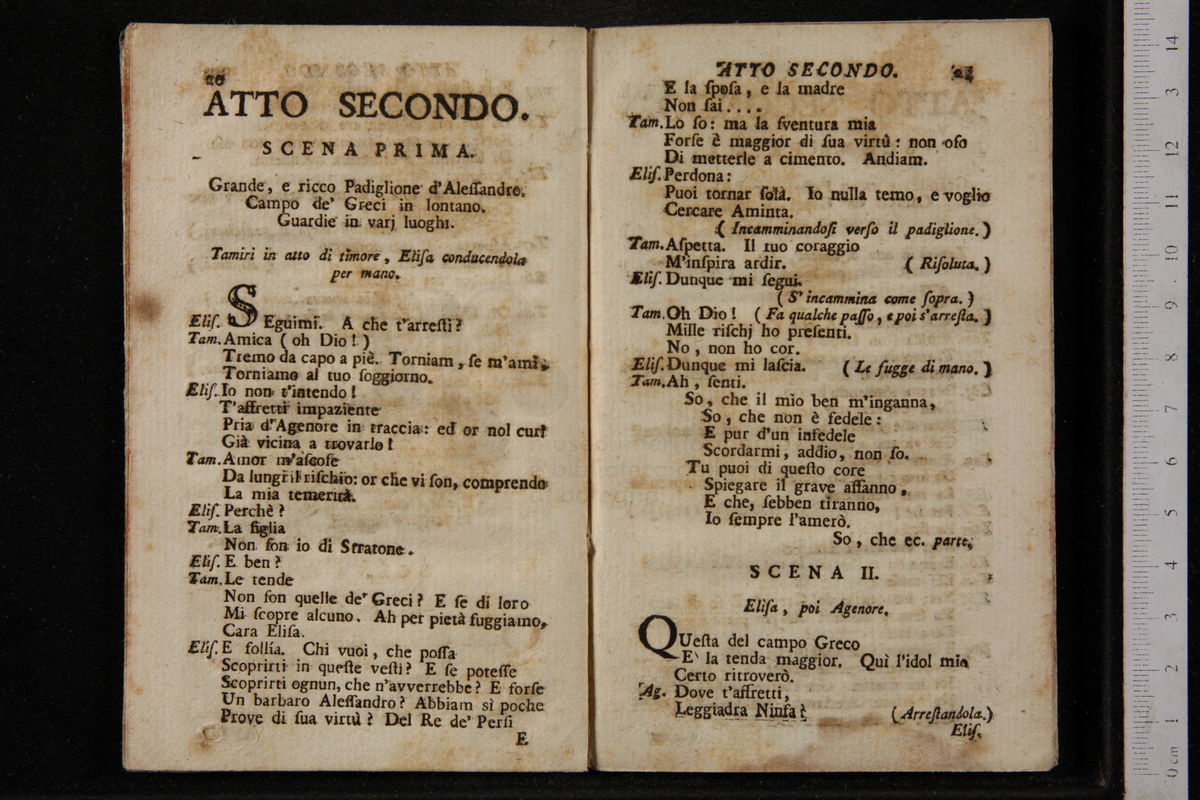 20
ATTO SECONDO.
SCENA PRIMA.
Grande, e ricco Padiglione d'Aleſſandro.
Campo de' Greci in lontano.
Guardie in varj luoghi.
Tamiri in atto di timore, Eliſa conducendola
per mano.
Eliſ. SEguimi. A che t'arreſti?
Tam. Amica (oh Dio!)
Tremo da capo a piè. Torniam, ſe m'ami,
Torniamo al tuo ſoggiorno.
Eliſ. Io non t'intendo!
T'affretti impaziente
Pria d'Agenore in traccia: ed or nol curi
Già vicina a trovarlo!
Tam. Amor m'aſcoſe
Da lungi il riſchio: or che vi ſon, comprendo
La mia temerità.
Eliſ. Perchè?
Tam. La figlia
Non ſon io di Stratone.
Eliſ. E ben?
Tam. Le tende
Non ſon quelle de' Greci? E ſe di loro
Mi ſcopre alcuno. Ah per pietà fuggiamo,
Cara Eliſa.
Eliſ. E follía. Chi vuoi, che poſſa
Scoprirti in queſte veſti? E ſe poteſſe
Scoprirti ognun, che n'avverrebbe? E forſe
Un barbaro Aleſſandro? Abbiam sì poche
Prove di ſua virtù? Del Re de' Perſi
E
ATTO SECONDO.
E la ſpoſa, e la madre
Non ſai....
Tam. Lo ſo: ma la ſventura mia
Forſe è maggior di ſua virtù: non oſo
Di metterle a cimento. Andiam.
Eliſ. Perdona:
Puoi tornar ſola. Io nulla temo, e voglio
Cercare Aminta.
(Incamminandoſi verſo il padiglione.)
Tam. Aſpetta. Il tuo coraggio
M'inſpira ardir. (Riſoluta.)
Eliſ. Dunque mi ſegui.
(S'incammina come ſopra.)
Tam. Oh Dio! (Fa qualche paſſo, e poi s'arreſta.)
Mille riſchj ho preſenti.
No, non ho cor.
Eliſ. Dunque mi laſcia. (Le fugge di mano.)
Tam. Ah, ſenti.
So, che il mio ben m'inganna,
So, che non è fedele:
E pur d'un infedele
Scordarmi, addio, non ſo.
Tu puoi di queſto core
Spiegare il grave affanno,
E che, ſebben tiranno,
Io ſempre l'amerò.
So, che ec. parte.
SCENA II.
Eliſa, poi Agenore.
QUeſta del campo Greco
E' la tenda maggior. Quì l'idol mio
Certo ritroverò.
Ag. Dove t'affretti,
Leggiadra Ninfa? (Arreſtandola.)
Eliſ.